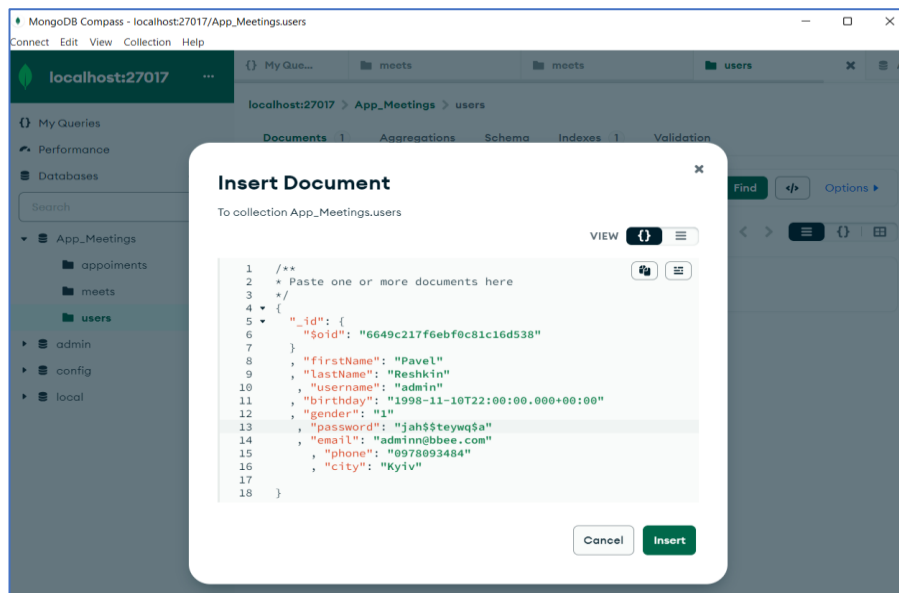 MongoDB Compass - localhost:27017/App_Meetings.users
Connect Edit View Collection Help
localhost:27017 ...
{} My Que... meets meets users
localhost:27017 > App_Meetings > users
{} My Queries
Documents 1 Aggregations Schema Indexes 1 Validation
Performance
Databases
Search
App_Meetings
appoiments
meets
users
admin
config
local
Find </> Options
{}
Insert Document
To collection App_Meetings.users
VIEW {}
1 /**
2 * Paste one or more documents here
3 */
4 {
5 "_id": {
6 "$oid": "6649c217f6ebf0c81c16d538"
7 }
8 , "firstName": "Pavel"
9 , "lastName": "Reshkin"
10 , "username": "admin"
11 , "birthday": "1998-11-10T22:00:00.000+00:00"
12 , "gender": "1"
13 , "password": "jah$$teywq$a"
14 , "email": "adminn@bbee.com"
15 , "phone": "0978093484"
16 , "city": "Kyiv"
17
18 }
Cancel Insert